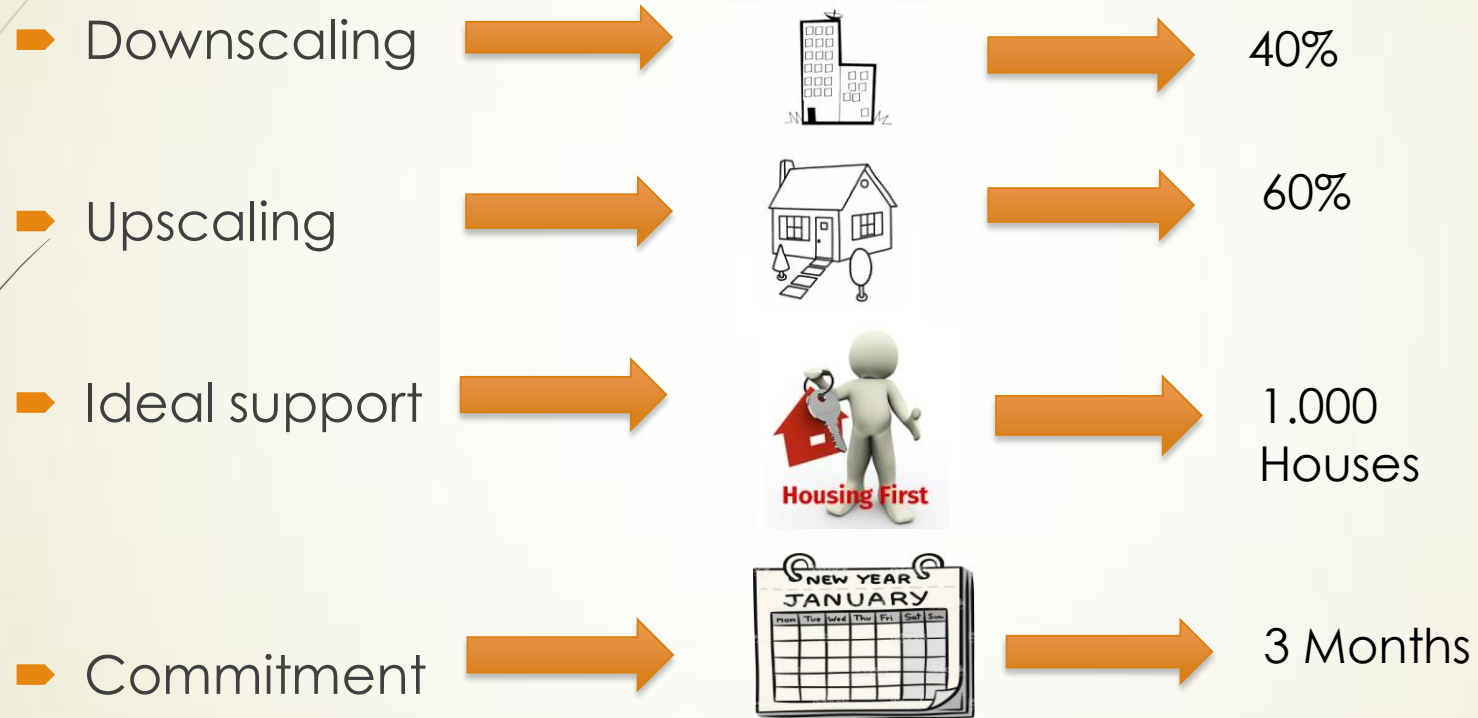 Downscaling
40%
Upscaling
60%
Ideal support
Housing First
1.000
Houses
NEW YEAR
JANUARY
Mon Tue Wed Thu Fri Sat Sun
Commitment
3 Months